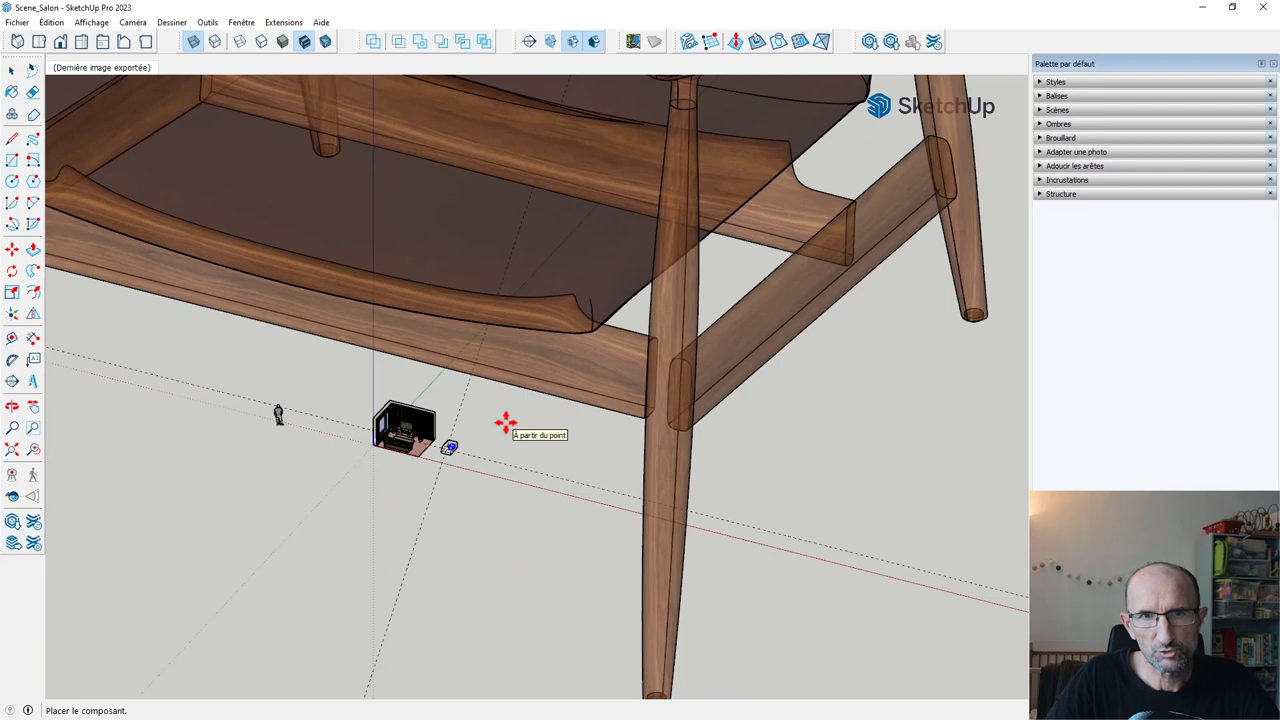 Scene_Salon - SketchUp Pro 2023
Fichier Édition Affichage Caméra Dessiner Outils Fenêtre Extensions Aide
(Dernière image exportée)
Palette par défaut
Styles
Balises
Scènes
Ombres
Brouillard
Adapter une photo
Adoucir les arêtes
Incrustations
Structure
SketchUp
À partir du point
Placer le composant.